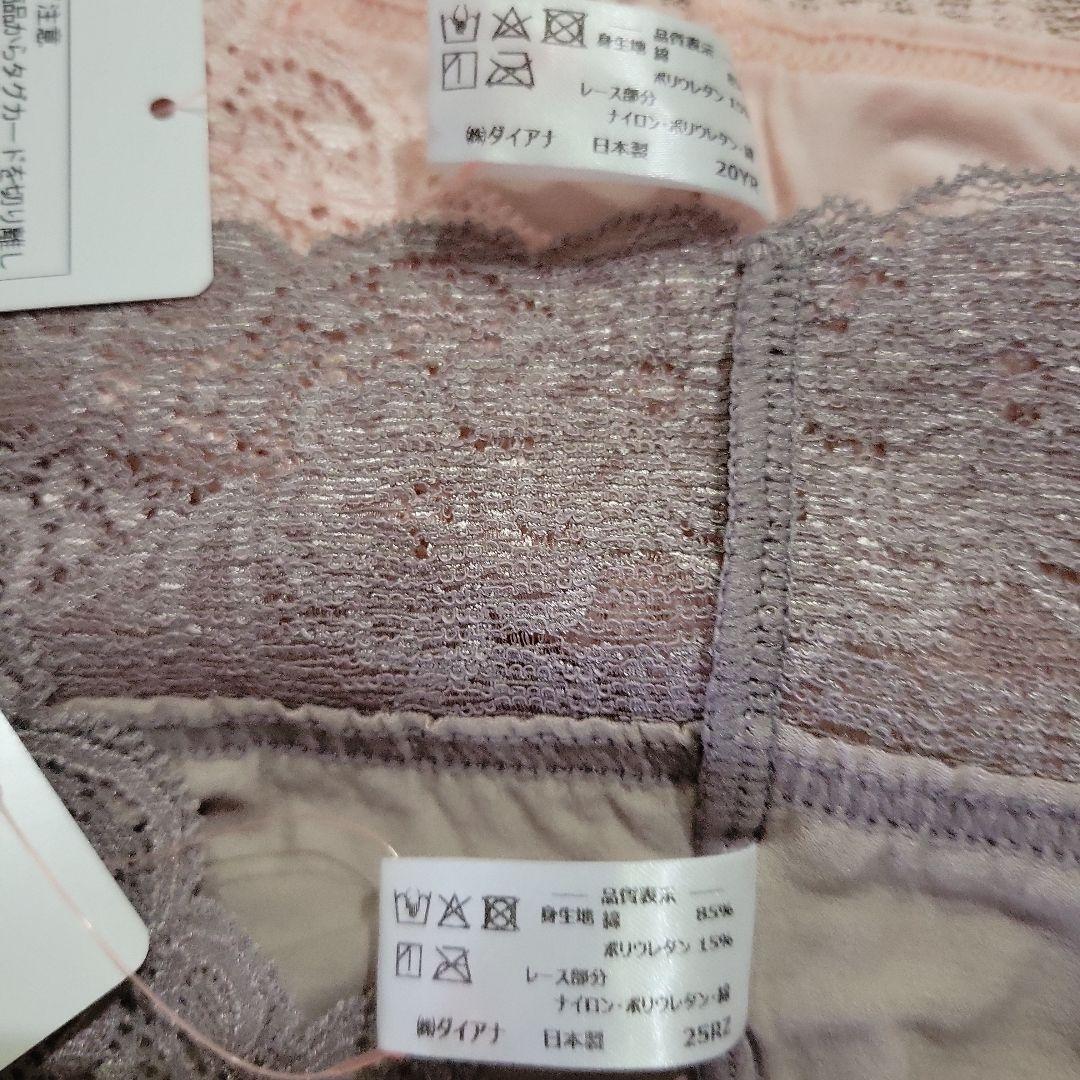 注意
品からタグカードを切り離し
品質表示
身生地 綿
ポリウレタン
レース部分
ナイロン・ポリウレタン・綿
㈱ダイアナ 日本製
品質表示
身生地 綿 85%
ポリウレタン 15%
レース部分
ナイロン・ポリウレタン・綿
㈱ダイアナ 日本製 25RZ